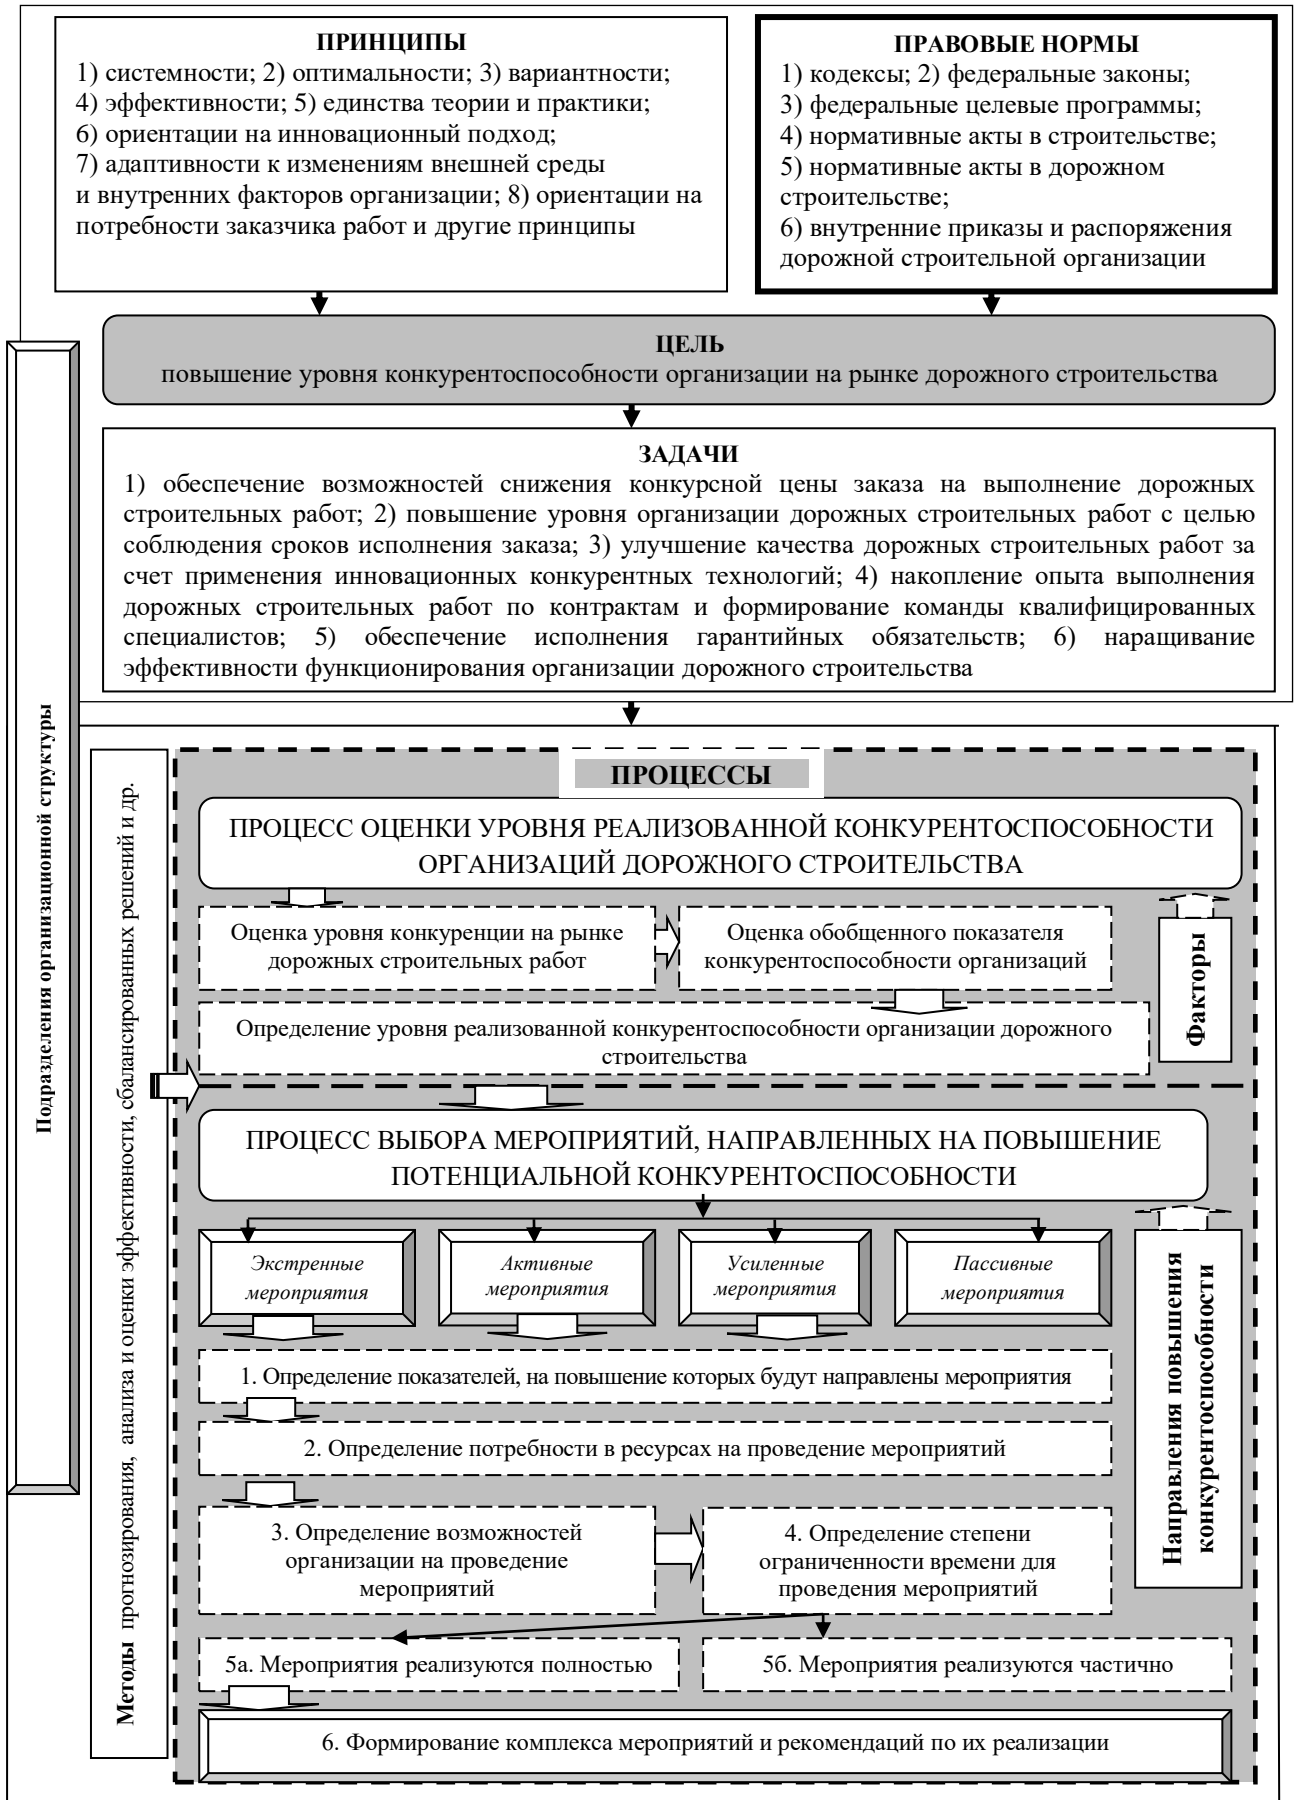 ПРИНЦИПЫ
1) системности; 2) оптимальности; 3) вариантности;
4) эффективности; 5) единства теории и практики;
6) ориентации на инновационный подход;
7) адаптивности к изменениям внешней среды
и внутренних факторов организации; 8) ориентации на
потребности заказчика работ и другие принципы
ПРАВОВЫЕ НОРМЫ
1) кодексы; 2) федеральные законы;
3) федеральные целевые программы;
4) нормативные акты в строительстве;
5) нормативные акты в дорожном
строительстве;
6) внутренние приказы и распоряжения
дорожной строительной организации
ЦЕЛЬ
повышение уровня конкурентоспособности организации на рынке дорожного строительства
ЗАДАЧИ
1) обеспечение возможностей снижения конкурсной цены заказа на выполнение дорожных
строительных работ; 2) повышение уровня организации дорожных строительных работ с целью
соблюдения сроков исполнения заказа; 3) улучшение качества дорожных строительных работ за
счет применения инновационных конкурентных технологий; 4) накопление опыта выполнения
дорожных строительных работ по контрактам и формирование команды квалифицированных
специалистов; 5) обеспечение исполнения гарантийных обязательств; 6) наращивание
эффективности функционирования организации дорожного строительства
Подразделения организационной структуры
Методы прогнозирования, анализа и оценки эффективности, сбалансированных решений и др.
ПРОЦЕССЫ
ПРОЦЕСС ОЦЕНКИ УРОВНЯ РЕАЛИЗОВАННОЙ КОНКУРЕНТОСПОСОБНОСТИ
ОРГАНИЗАЦИЙ ДОРОЖНОГО СТРОИТЕЛЬСТВА
Оценка уровня конкуренции на рынке
дорожных строительных работ
Оценка обобщенного показателя
конкурентоспособности организаций
Факторы
Определение уровня реализованной конкурентоспособности организации дорожного
строительства
ПРОЦЕСС ВЫБОРА МЕРОПРИЯТИЙ, НАПРАВЛЕННЫХ НА ПОВЫШЕНИЕ
ПОТЕНЦИАЛЬНОЙ КОНКУРЕНТОСПОСОБНОСТИ
Экстренные
мероприятия
Активные
мероприятия
Усиленные
мероприятия
Пассивные
мероприятия
Направления повышения
конкурентоспособности
1. Определение показателей, на повышение которых будут направлены мероприятия
2. Определение потребности в ресурсах на проведение мероприятий
3. Определение возможностей
организации на проведение
мероприятий
4. Определение степени
ограниченности времени для
проведения мероприятий
5а. Мероприятия реализуются полностью
5б. Мероприятия реализуются частично
6. Формирование комплекса мероприятий и рекомендаций по их реализации